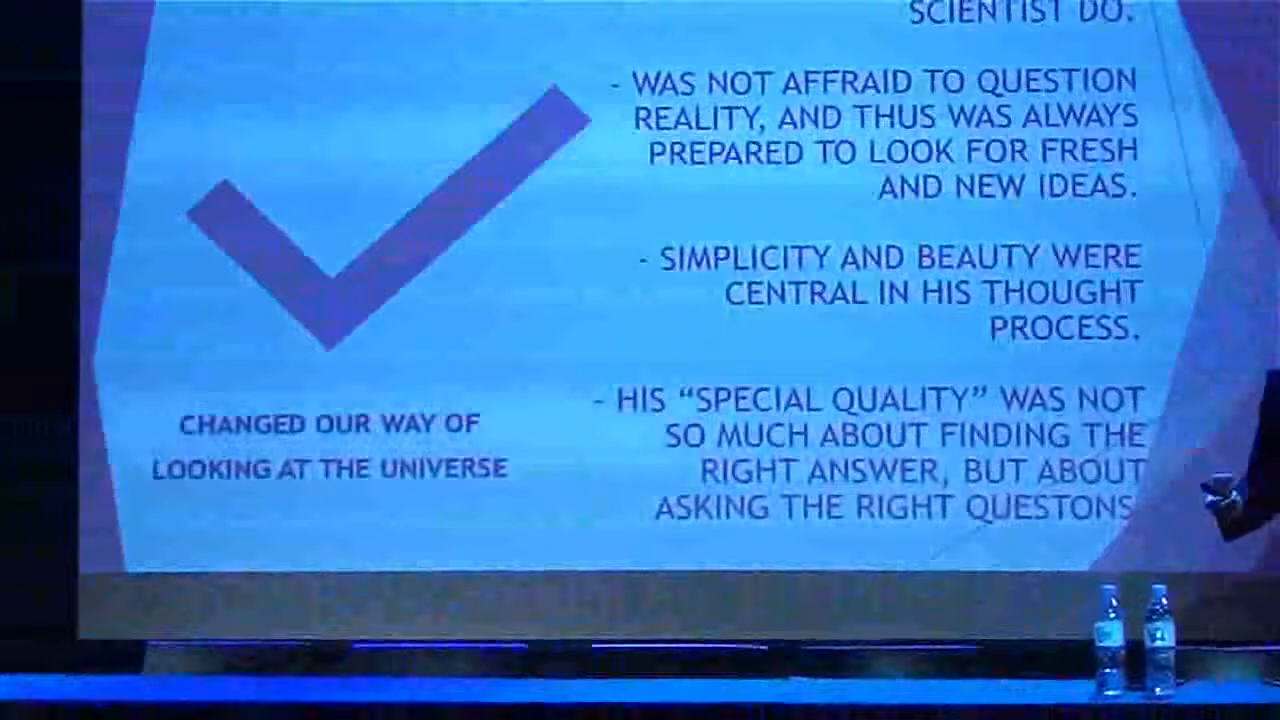 SCIENTIST DO.
- WAS NOT AFFRAID TO QUESTION
REALITY, AND THUS WAS ALWAYS
PREPARED TO LOOK FOR FRESH
AND NEW IDEAS.
- SIMPLICITY AND BEAUTY WERE
CENTRAL IN HIS THOUGHT
PROCESS.
- HIS “SPECIAL QUALITY” WAS NOT
SO MUCH ABOUT FINDING THE
RIGHT ANSWER, BUT ABOUT
ASKING THE RIGHT QUESTONS
CHANGED OUR WAY OF
LOOKING AT THE UNIVERSE